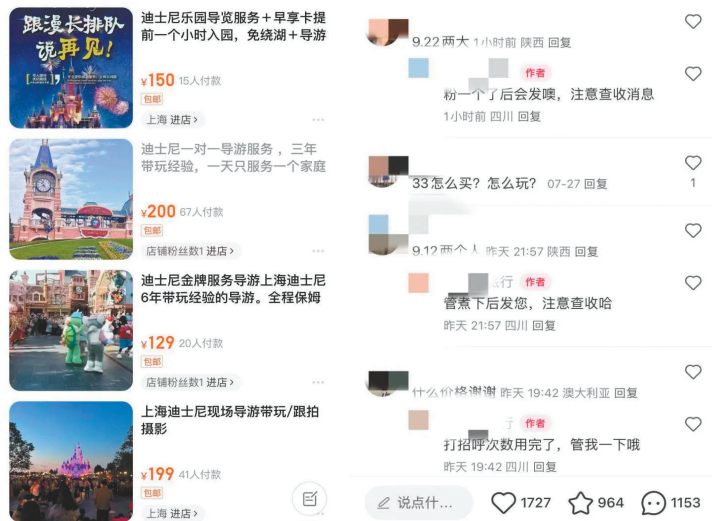 跟漫长排队
说再见!
迪士尼乐园导览服务+早享卡提
前一个小时入园，免绕湖+导游
¥150 15人付款
包邮
上海 进店>
迪士尼一对一导游服务，三年
带玩经验，一天只服务一个家庭
¥200 67人付款
包邮
店铺粉丝数1 进店>
迪士尼金牌服务导游上海迪士尼
6年带玩经验的导游。全程保姆
¥129 20人付款
包邮
店铺粉丝数1 进店>
上海迪士尼现场导游带玩/跟拍
摄影
¥199 41人付款
包邮
上海 进店>
9.22两大 1小时前 陕西 回复
作者
粉一个了后会发噢，注意查收消息
1小时前 四川 回复
33怎么买？怎么玩？ 07-27 回复
1
9.12两个人 昨天 21:57 陕西 回复
行 作者
管煮下后发您，注意查收哈
昨天 21:57 四川 回复
什么价格谢谢 昨天 19:42 澳大利亚 回复
行 作者
打招呼次数用完了，管我一下哦
昨天 19:42 四川 回复
说点什... 1727 964 1153